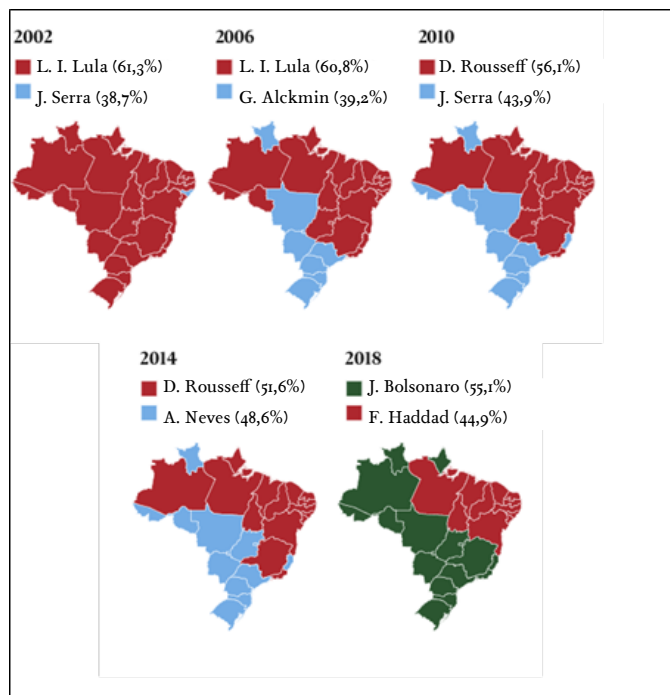 2002
L. I. Lula (61,3%)
J. Serra (38,7%)
2006
L. I. Lula (60,8%)
G. Alckmin (39,2%)
2010
D. Rousseff (56,1%)
J. Serra (43,9%)
2014
D. Rousseff (51,6%)
A. Neves (48,6%)
2018
J. Bolsonaro (55,1%)
F. Haddad (44,9%)